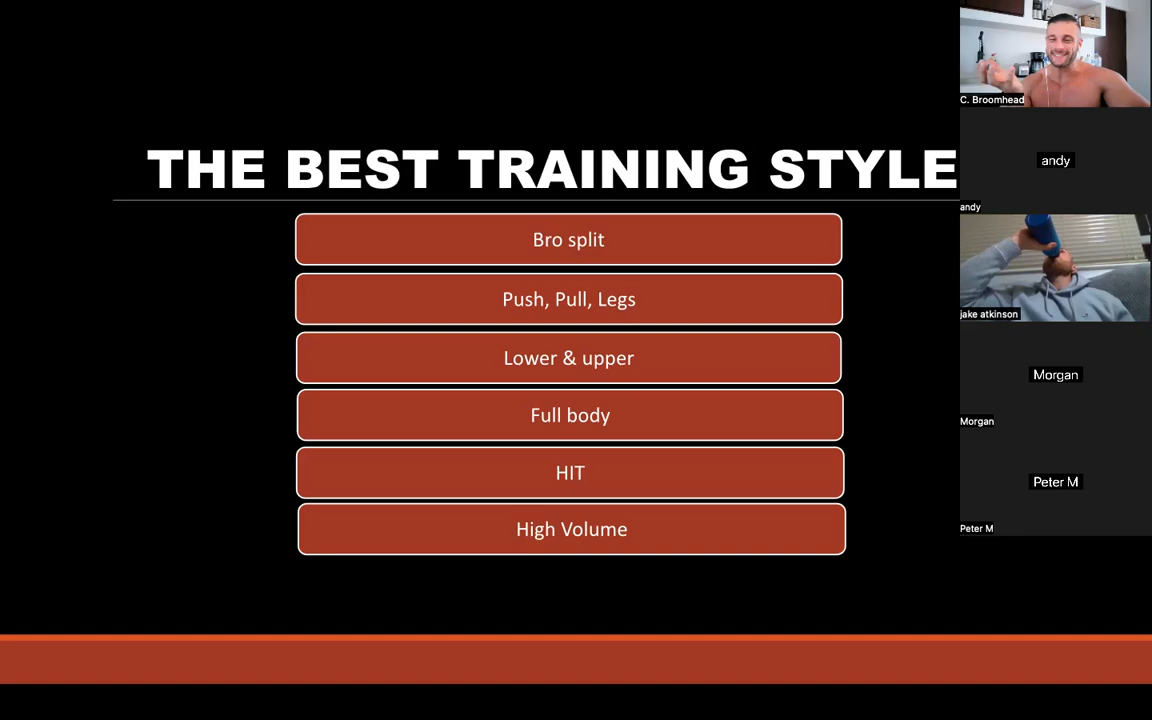 THE BEST TRAINING STYLE
Bro split
Push, Pull, Legs
Lower & upper
Full body
HIT
High Volume
C. Broomhead
andy
andy
jake atkinson
Morgan
Morgan
Peter M
Peter M